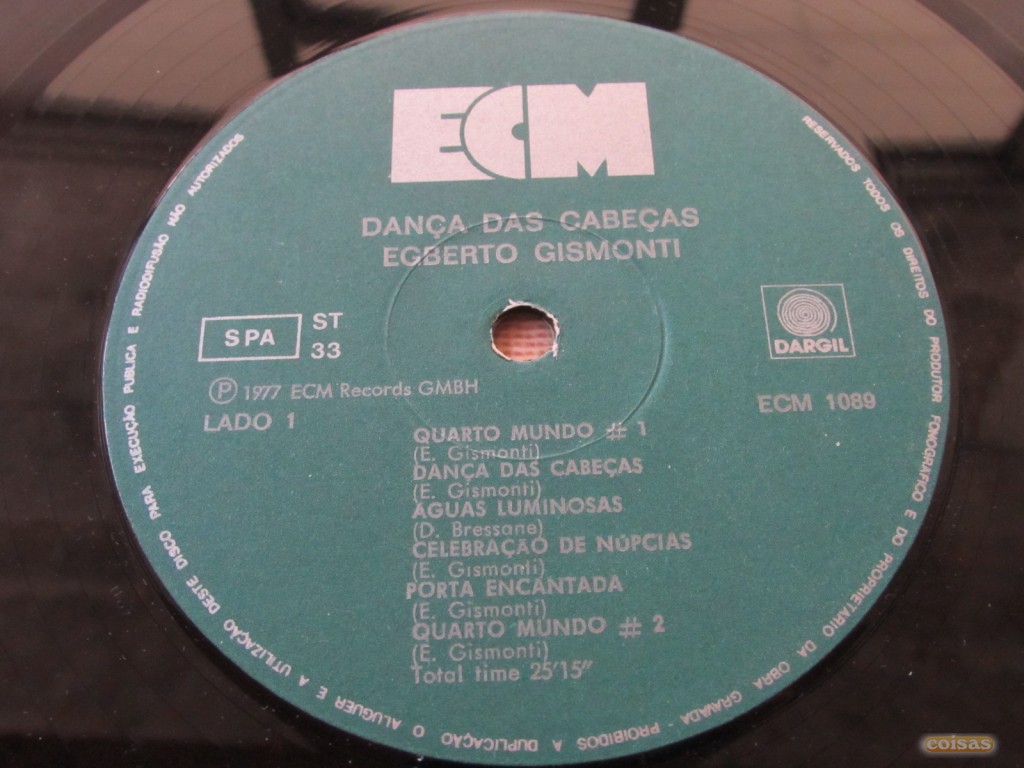 ECM
DANÇA DAS CABEÇAS
EGBERTO GISMONTI
SPA
ST
33
DARGIL
Ⓟ 1977 ECM Records GMBH
LADO 1
ECM 1089
QUARTO MUNDO # 1
(E. Gismonti)
DANÇA DAS CABEÇAS
(E. Gismonti)
ÁGUAS LUMINOSAS
(D. Bressane)
CELEBRAÇÃO DE NÚPCIAS
(E. Gismonti)
PORTA ENCANTADA
(E. Gismonti)
QUARTO MUNDO # 2
(E. Gismonti)
Total time 25'15"
RESERVADOS TODOS OS DIREITOS DO PRODUTOR FONOGRAFICO E DO PROPRIETARIO DA OBRA GRAVADA - PROIBIDOS A DUPLICAÇÃO O ALUGUER E A UTILIZAÇÃO DESTE DISCO PARA EXECUÇÃO PUBLICA E RADIODIFUSÃO NÃO AUTORIZADOS
coisas